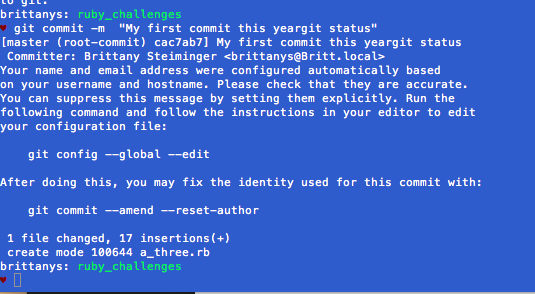 to git.
brittanys: ruby_challenges
♥ git commit -m  "My first commit this yeargit status"
[master (root-commit) cac7ab7] My first commit this yeargit status
 Committer: Brittany Steiminger <brittanys@Britt.local>
Your name and email address were configured automatically based
on your username and hostname. Please check that they are accurate.
You can suppress this message by setting them explicitly. Run the
following command and follow the instructions in your editor to edit
your configuration file:

    git config --global --edit

After doing this, you may fix the identity used for this commit with:

    git commit --amend --reset-author

 1 file changed, 17 insertions(+)
 create mode 100644 a_three.rb
brittanys: ruby_challenges
♥